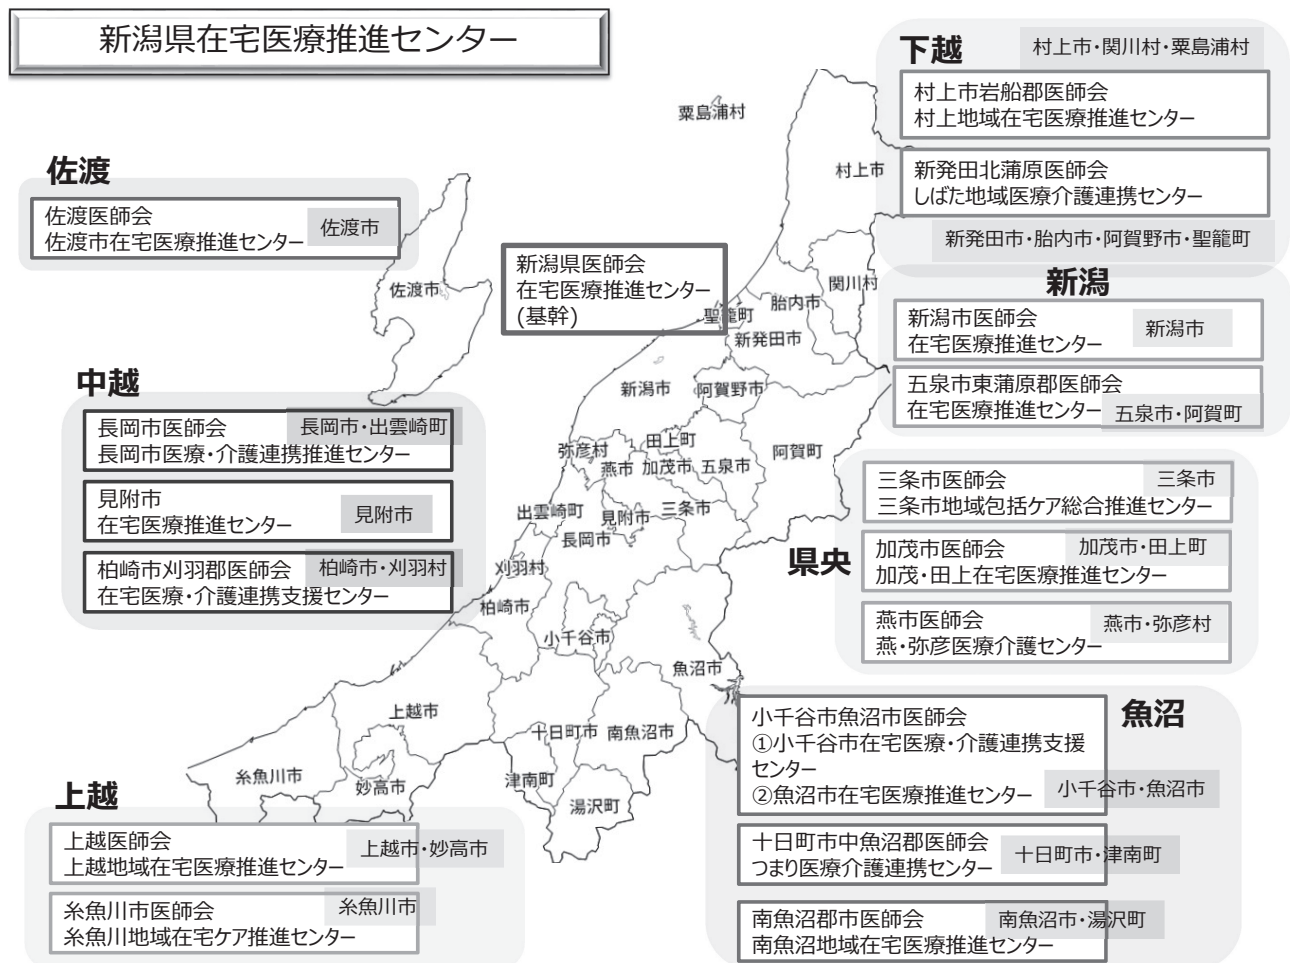 新潟県在宅医療推進センター
下越
村上市・関川村・粟島浦村
村上市岩船郡医師会
村上地域在宅医療推進センター
新発田北蒲原医師会
しばた地域医療介護連携センター
新発田市・胎内市・阿賀野市・聖籠町
佐渡
佐渡医師会
佐渡市在宅医療推進センター
佐渡市
新潟県医師会
在宅医療推進センター
(基幹)
新潟
新潟市医師会
在宅医療推進センター
新潟市
五泉市東蒲原郡医師会
在宅医療推進センター
五泉市・阿賀町
中越
長岡市医師会
長岡市・出雲崎町
長岡市医療・介護連携推進センター
見附市
在宅医療推進センター
見附市
柏崎市刈羽郡医師会
柏崎市・刈羽村
在宅医療・介護連携支援センター
県央
三条市医師会
三条市
三条市地域包括ケア総合推進センター
加茂市医師会
加茂市・田上町
加茂・田上在宅医療推進センター
燕市医師会
燕市・弥彦村
燕・弥彦医療介護センター
魚沼
小千谷市魚沼市医師会
①小千谷市在宅医療・介護連携支援
センター
②魚沼市在宅医療推進センター
小千谷市・魚沼市
十日町市中魚沼郡医師会
つまり医療介護連携センター
十日町市・津南町
南魚沼郡市医師会
南魚沼地域在宅医療推進センター
南魚沼市・湯沢町
上越
上越医師会
上越地域在宅医療推進センター
上越市・妙高市
糸魚川市医師会
糸魚川市
糸魚川地域在宅ケア推進センター
粟島浦村
村上市
関川村
胎内市
聖籠町
新発田市
佐渡市
新潟市
阿賀野市
阿賀町
田上町
弥彦村
燕市
加茂市
五泉市
出雲崎町
見附市
三条市
長岡市
刈羽村
柏崎市
小千谷市
魚沼市
上越市
十日町市
南魚沼市
糸魚川市
妙高市
津南町
湯沢町